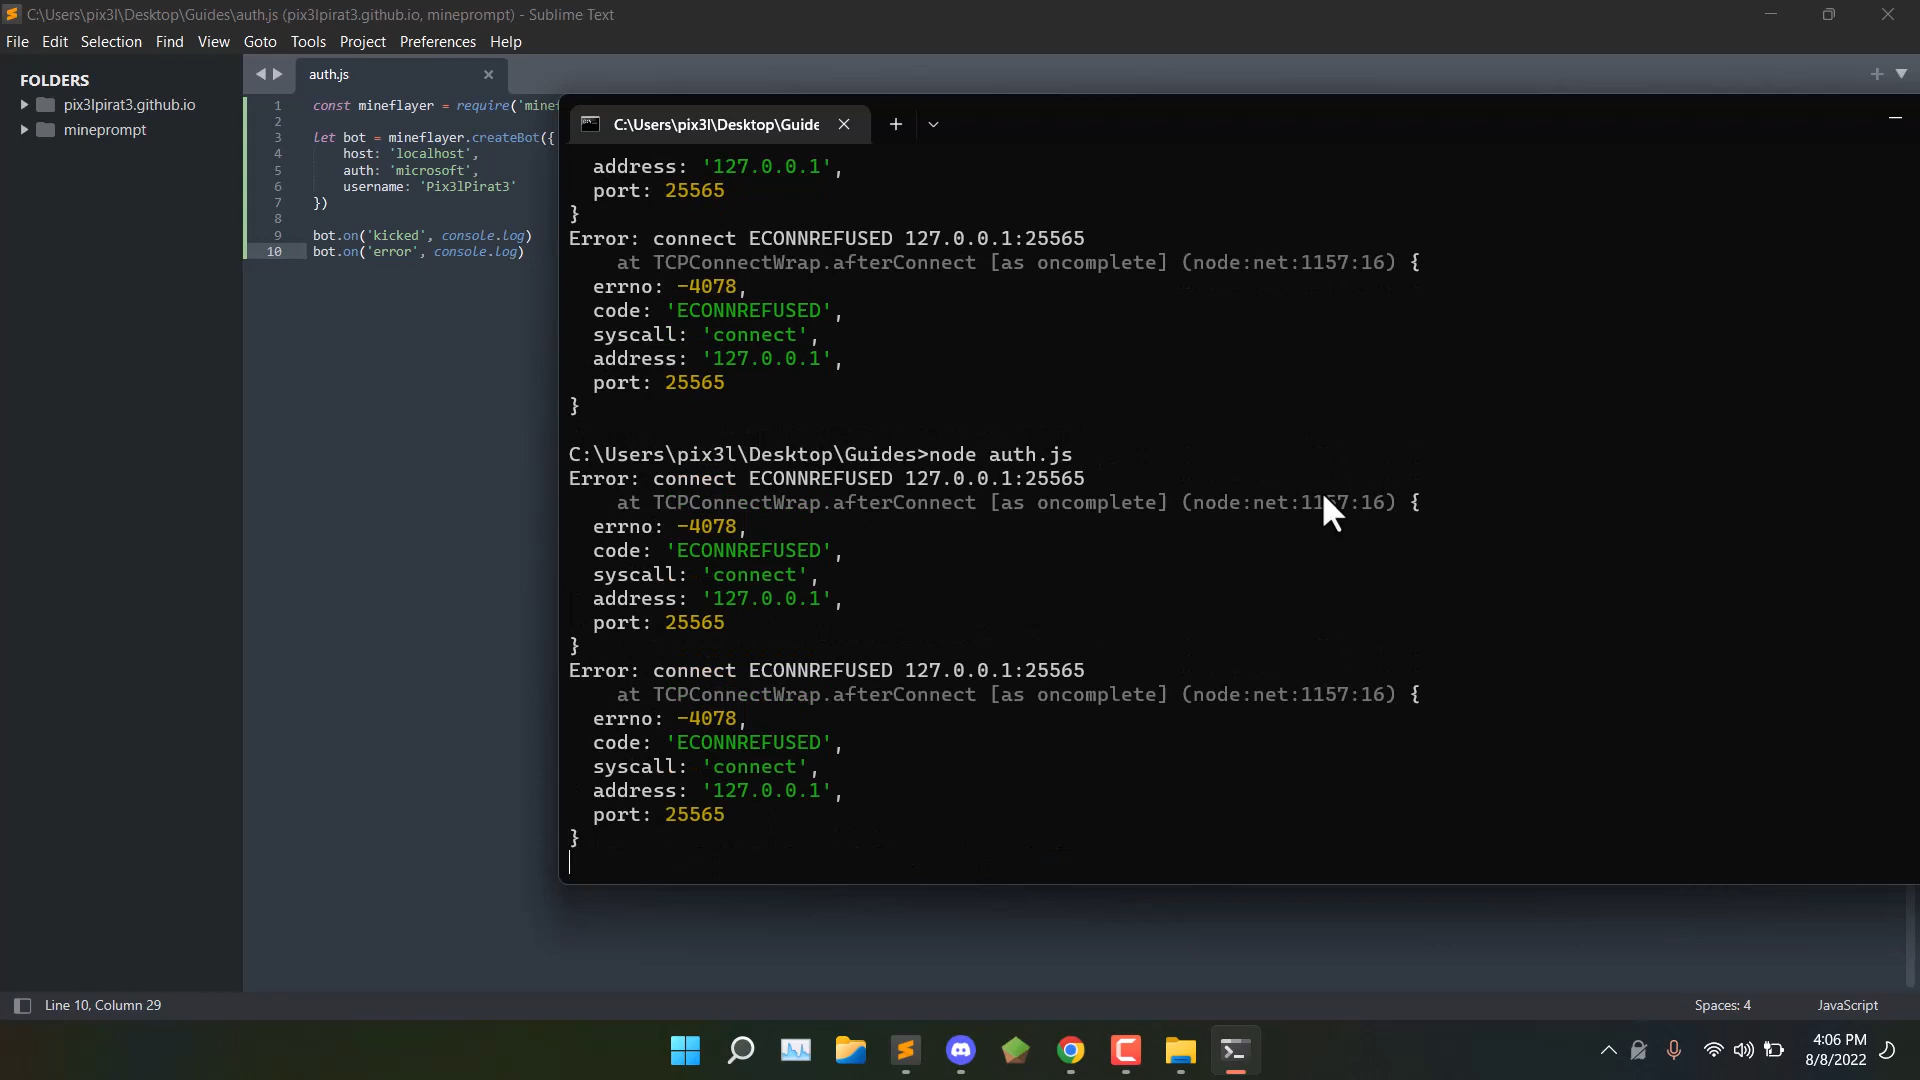 C:\Users\pix3l\Desktop\Guides\auth.js (pix3lpirat3.github.io, mineprompt) - Sublime Text
File Edit Selection Find View Goto Tools Project Preferences Help
FOLDERS
pix3lpirat3.github.io
mineprompt
auth.js
1 const mineflayer = require('minef
2
3 let bot = mineflayer.createBot({
4 host: 'localhost',
5 auth: 'microsoft',
6 username: 'Pix3lPirat3'
7 })
8
9 bot.on('kicked', console.log)
10 bot.on('error', console.log)
C:\Users\pix3l\Desktop\Guide
address: '127.0.0.1',
port: 25565
}
Error: connect ECONNREFUSED 127.0.0.1:25565
at TCPConnectWrap.afterConnect [as oncomplete] (node:net:1157:16) {
errno: -4078,
code: 'ECONNREFUSED',
syscall: 'connect',
address: '127.0.0.1',
port: 25565
}
C:\Users\pix3l\Desktop\Guides>node auth.js
Error: connect ECONNREFUSED 127.0.0.1:25565
at TCPConnectWrap.afterConnect [as oncomplete] (node:net:1157:16) {
errno: -4078,
code: 'ECONNREFUSED',
syscall: 'connect',
address: '127.0.0.1',
port: 25565
}
Error: connect ECONNREFUSED 127.0.0.1:25565
at TCPConnectWrap.afterConnect [as oncomplete] (node:net:1157:16) {
errno: -4078,
code: 'ECONNREFUSED',
syscall: 'connect',
address: '127.0.0.1',
port: 25565
}
Line 10, Column 29
Spaces: 4
JavaScript
4:06 PM
8/8/2022